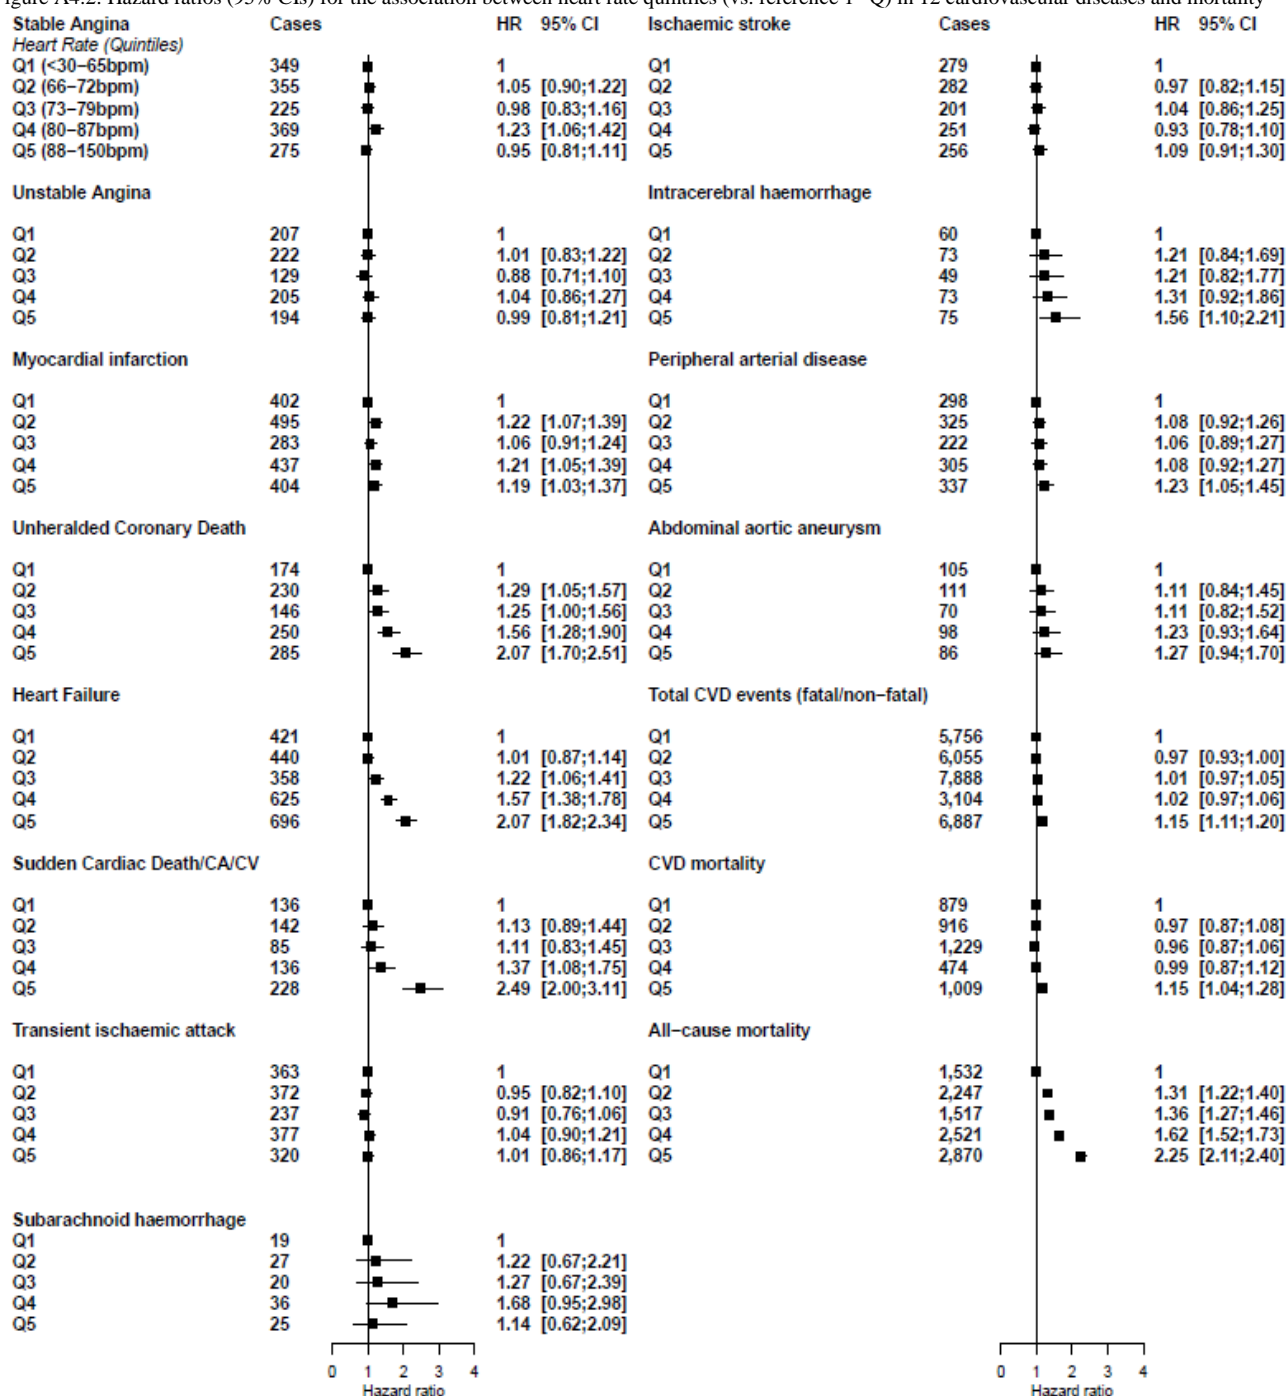 igure A4.2. Hazard ratios (95% CIs) for the association between heart rate quintiles (vs. reference 1 Q) in 12 cardiovascular diseases and mortality
Stable Angina Cases HR 95% CI
Heart Rate (Quintiles)
Q1 (<30−65bpm) 349 1
Q2 (66−72bpm) 355 1.05 [0.90;1.22]
Q3 (73−79bpm) 225 0.98 [0.83;1.16]
Q4 (80−87bpm) 369 1.23 [1.06;1.42]
Q5 (88−150bpm) 275 0.95 [0.81;1.11]
Unstable Angina
Q1 207 1
Q2 222 1.01 [0.83;1.22]
Q3 129 0.88 [0.71;1.10]
Q4 205 1.04 [0.86;1.27]
Q5 194 0.99 [0.81;1.21]
Myocardial infarction
Q1 402 1
Q2 495 1.22 [1.07;1.39]
Q3 283 1.06 [0.91;1.24]
Q4 437 1.21 [1.05;1.39]
Q5 404 1.19 [1.03;1.37]
Unheralded Coronary Death
Q1 174 1
Q2 230 1.29 [1.05;1.57]
Q3 146 1.25 [1.00;1.56]
Q4 250 1.56 [1.28;1.90]
Q5 285 2.07 [1.70;2.51]
Heart Failure
Q1 421 1
Q2 440 1.01 [0.87;1.14]
Q3 358 1.22 [1.06;1.41]
Q4 625 1.57 [1.38;1.78]
Q5 696 2.07 [1.82;2.34]
Sudden Cardiac Death/CA/CV
Q1 136 1
Q2 142 1.13 [0.89;1.44]
Q3 85 1.11 [0.83;1.45]
Q4 136 1.37 [1.08;1.75]
Q5 228 2.49 [2.00;3.11]
Transient ischaemic attack
Q1 363 1
Q2 372 0.95 [0.82;1.10]
Q3 237 0.91 [0.76;1.06]
Q4 377 1.04 [0.90;1.21]
Q5 320 1.01 [0.86;1.17]
Subarachnoid haemorrhage
Q1 19 1
Q2 27 1.22 [0.67;2.21]
Q3 20 1.27 [0.67;2.39]
Q4 36 1.68 [0.95;2.98]
Q5 25 1.14 [0.62;2.09]
0 1 2 3 4
Hazard ratio
Ischaemic stroke Cases HR 95% CI
Q1 279 1
Q2 282 0.97 [0.82;1.15]
Q3 201 1.04 [0.86;1.25]
Q4 251 0.93 [0.78;1.10]
Q5 256 1.09 [0.91;1.30]
Intracerebral haemorrhage
Q1 60 1
Q2 73 1.21 [0.84;1.69]
Q3 49 1.21 [0.82;1.77]
Q4 73 1.31 [0.92;1.86]
Q5 75 1.56 [1.10;2.21]
Peripheral arterial disease
Q1 298 1
Q2 325 1.08 [0.92;1.26]
Q3 222 1.06 [0.89;1.27]
Q4 305 1.08 [0.92;1.27]
Q5 337 1.23 [1.05;1.45]
Abdominal aortic aneurysm
Q1 105 1
Q2 111 1.11 [0.84;1.45]
Q3 70 1.11 [0.82;1.52]
Q4 98 1.23 [0.93;1.64]
Q5 86 1.27 [0.94;1.70]
Total CVD events (fatal/non−fatal)
Q1 5,756 1
Q2 6,055 0.97 [0.93;1.00]
Q3 7,888 1.01 [0.97;1.05]
Q4 3,104 1.02 [0.97;1.06]
Q5 6,887 1.15 [1.11;1.20]
CVD mortality
Q1 879 1
Q2 916 0.97 [0.87;1.08]
Q3 1,229 0.96 [0.87;1.06]
Q4 474 0.99 [0.87;1.12]
Q5 1,009 1.15 [1.04;1.28]
All−cause mortality
Q1 1,532 1
Q2 2,247 1.31 [1.22;1.40]
Q3 1,517 1.36 [1.27;1.46]
Q4 2,521 1.62 [1.52;1.73]
Q5 2,870 2.25 [2.11;2.40]
0 1 2 3 4
Hazard ratio